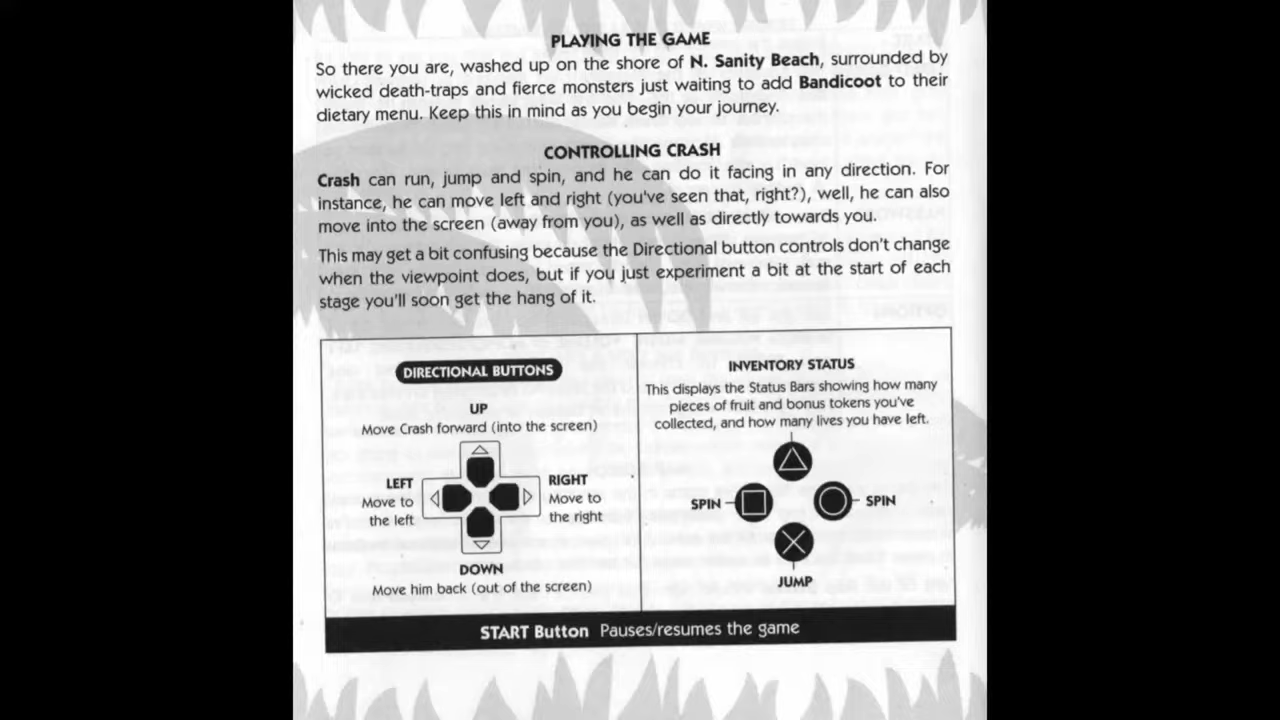 PLAYING THE GAME
So there you are, washed up on the shore of N. Sanity Beach, surrounded by
wicked death-traps and fierce monsters just waiting to add Bandicoot to their
dietary menu. Keep this in mind as you begin your journey.
CONTROLLING CRASH
Crash can run, jump and spin, and he can do it facing in any direction. For
instance, he can move left and right (you've seen that, right?), well, he can also
move into the screen (away from you), as well as directly towards you.
This may get a bit confusing because the Directional button controls don't change
when the viewpoint does, but if you just experiment a bit at the start of each
stage you'll soon get the hang of it.
DIRECTIONAL BUTTONS
UP
Move Crash forward (into the screen)
LEFT
Move to
the left
RIGHT
Move to
the right
DOWN
Move him back (out of the screen)
INVENTORY STATUS
This displays the Status Bars showing how many
pieces of fruit and bonus tokens you've
collected, and how many lives you have left.
SPIN
SPIN
JUMP
START Button Pauses/resumes the game